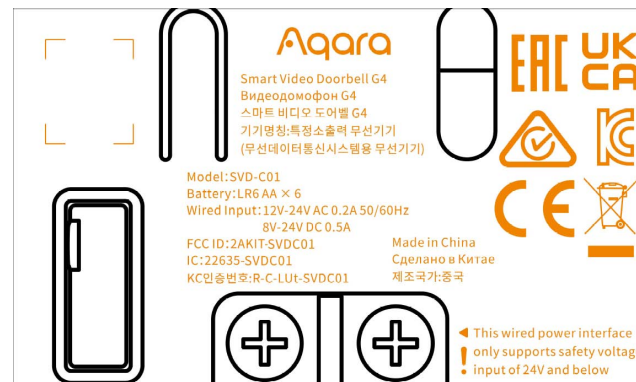 Aqara
Smart Video Doorbell G4
Видеодомофон G4
스마트 비디오 도어벨 G4
기기명칭:특정소출력 무선기기
(무선데이터통신시스템용 무선기기)
Model:SVD-C01
Battery:LR6 AA × 6
Wired Input:12V-24V AC 0.2A 50/60Hz
8V-24V DC 0.5A
FCC ID:2AKIT-SVDC01
IC:22635-SVDC01
KC인증번호:R-C-LUt-SVDC01
Made in China
Сделано в Китае
제조국가:중국
EAC
UK
CA
CE
◀ This wired power interface
! only supports safety voltag
input of 24V and below